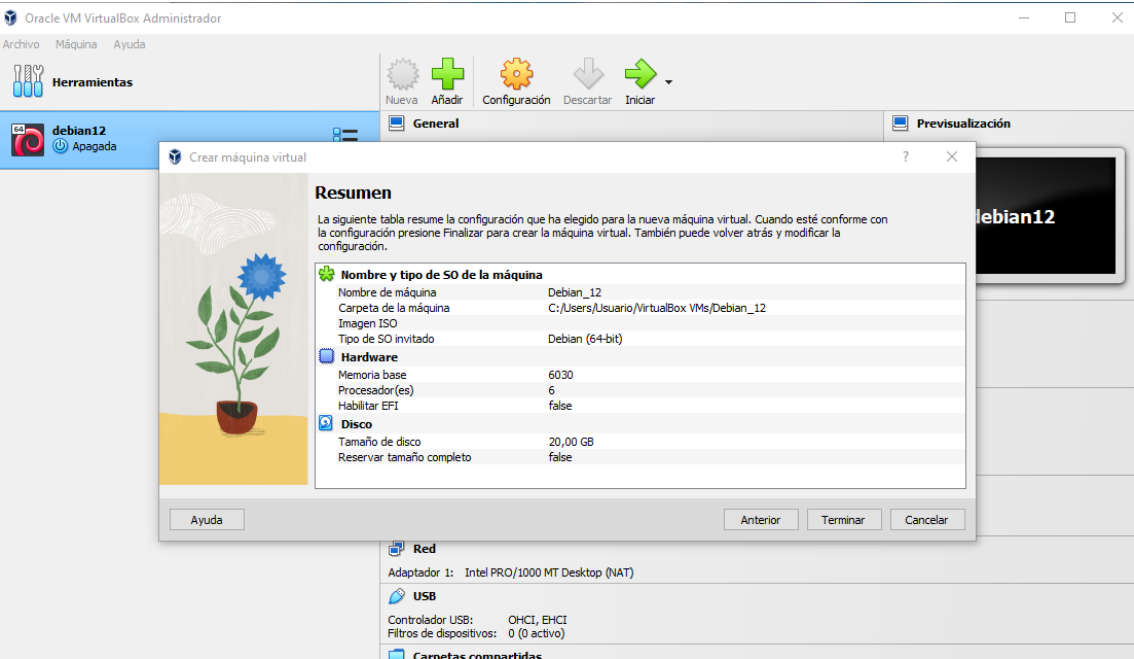 Oracle VM VirtualBox Administrador
Archivo Máquina Ayuda
Herramientas
Nueva Añadir Configuración Descartar Iniciar
64
debian12
Apagada
General
Previsualización
debian12
Crear máquina virtual
?
Resumen
La siguiente tabla resume la configuración que ha elegido para la nueva máquina virtual. Cuando esté conforme con
la configuración presione Finalizar para crear la máquina virtual. También puede volver atrás y modificar la
configuración.
Nombre y tipo de SO de la máquina
Nombre de máquina Debian_12
Carpeta de la máquina C:/Users/Usuario/VirtualBox VMs/Debian_12
Imagen ISO
Tipo de SO invitado Debian (64-bit)
Hardware
Memoria base 6030
Procesador(es) 6
Habilitar EFI false
Disco
Tamaño de disco 20,00 GB
Reservar tamaño completo false
Ayuda Anterior Terminar Cancelar
Red
Adaptador 1: Intel PRO/1000 MT Desktop (NAT)
USB
Controlador USB: OHCI, EHCI
Filtros de dispositivos: 0 (0 activo)
Carpetas compartidas